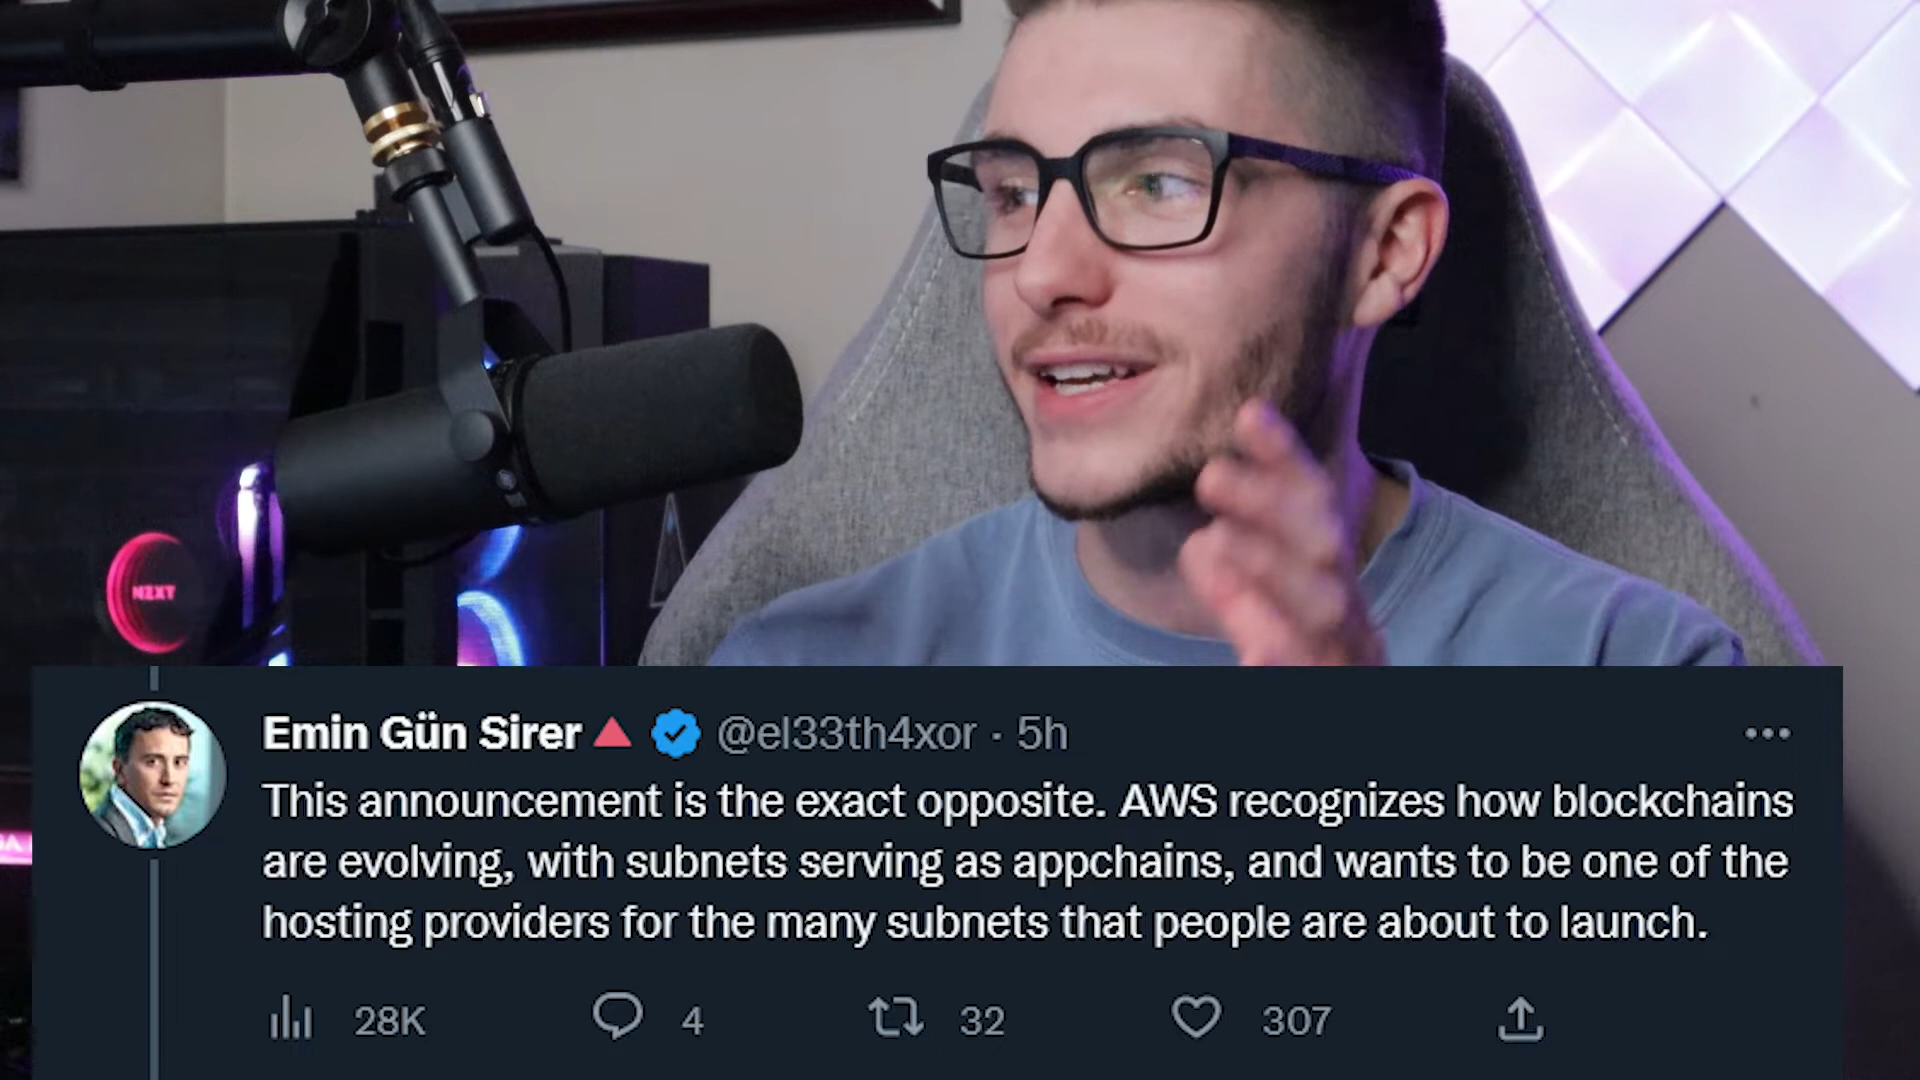 NZXT
Emin Gün Sirer @el33th4xor · 5h
This announcement is the exact opposite. AWS recognizes how blockchains
are evolving, with subnets serving as appchains, and wants to be one of the
hosting providers for the many subnets that people are about to launch.
28K 4 32 307